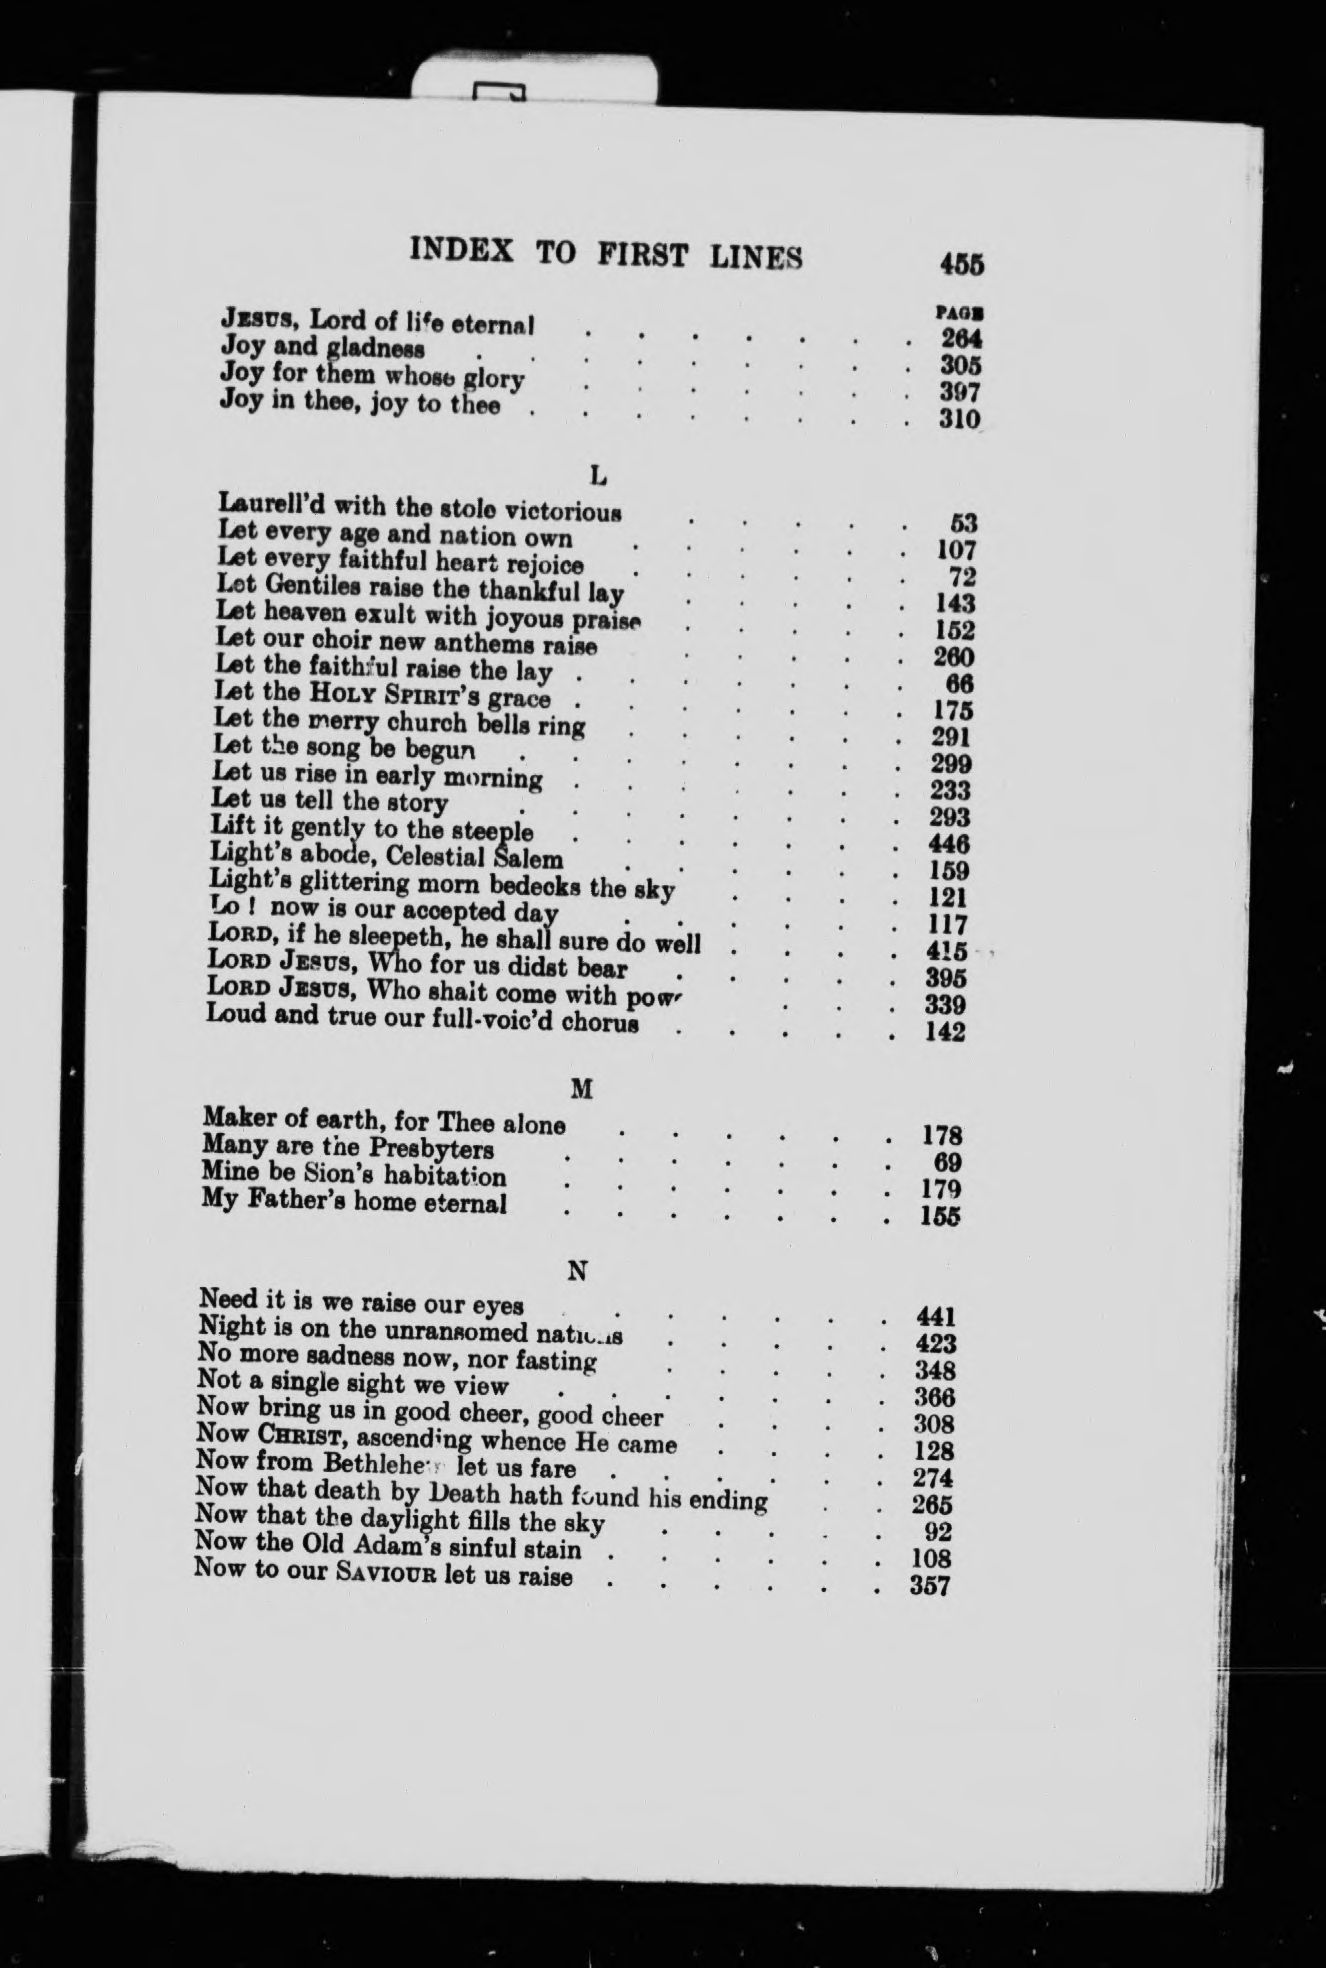 INDEX TO FIRST LINES 455
PAGE
JESUS, Lord of life eternal . . . . . . . 264
Joy and gladness . . . . . . . . . 305
Joy for them whose glory . . . . . . . 397
Joy in thee, joy to thee . . . . . . . . 310
L
Laurell'd with the stole victorious . . . . . 53
Let every age and nation own . . . . . . 107
Let every faithful heart rejoice . . . . . . 72
Let Gentiles raise the thankful lay . . . . . 143
Let heaven exult with joyous praise . . . . . 152
Let our choir new anthems raise . . . . . 260
Let the faithful raise the lay . . . . . . . 66
Let the HOLY SPIRIT's grace . . . . . . . 175
Let the merry church bells ring . . . . . . 291
Let the song be begun . . . . . . . . 299
Let us rise in early morning . . . . . . . 233
Let us tell the story . . . . . . . . 293
Lift it gently to the steeple . . . . . . . 446
Light's abode, Celestial Salem . . . . . . 159
Light's glittering morn bedecks the sky . . . . 121
Lo ! now is our accepted day . . . . . . 117
LORD, if he sleepeth, he shall sure do well . . . . 415
LORD JESUS, Who for us didst bear . . . . . 395
LORD JESUS, Who shalt come with . . . 339
Loud and true our full-voic'd chorus . . . . . 142
M
Maker of earth, for Thee alone . . . . . . 178
Many are the Presbyters . . . . . . . 69
Mine be Sion's habitation . . . . . . . 179
My Father's home eternal . . . . . . . 155
N
Need it is we raise our eyes . . . . . . . 441
Night is on the unransomed nations . . . . . 423
No more sadness now, nor fasting . . . . . 348
Not a single sight we view . . . . . . . 366
Now bring us in good cheer, good cheer . . . . 308
Now CHRIST, ascending whence He came . . . . 128
Now from Bethlehem let us fare . . . . . . 274
Now that death by Death hath found his ending . . 265
Now that the daylight fills the sky . . . . . 92
Now the Old Adam's sinful stain . . . . . . 108
Now to our SAVIOUR let us raise . . . . . . 357